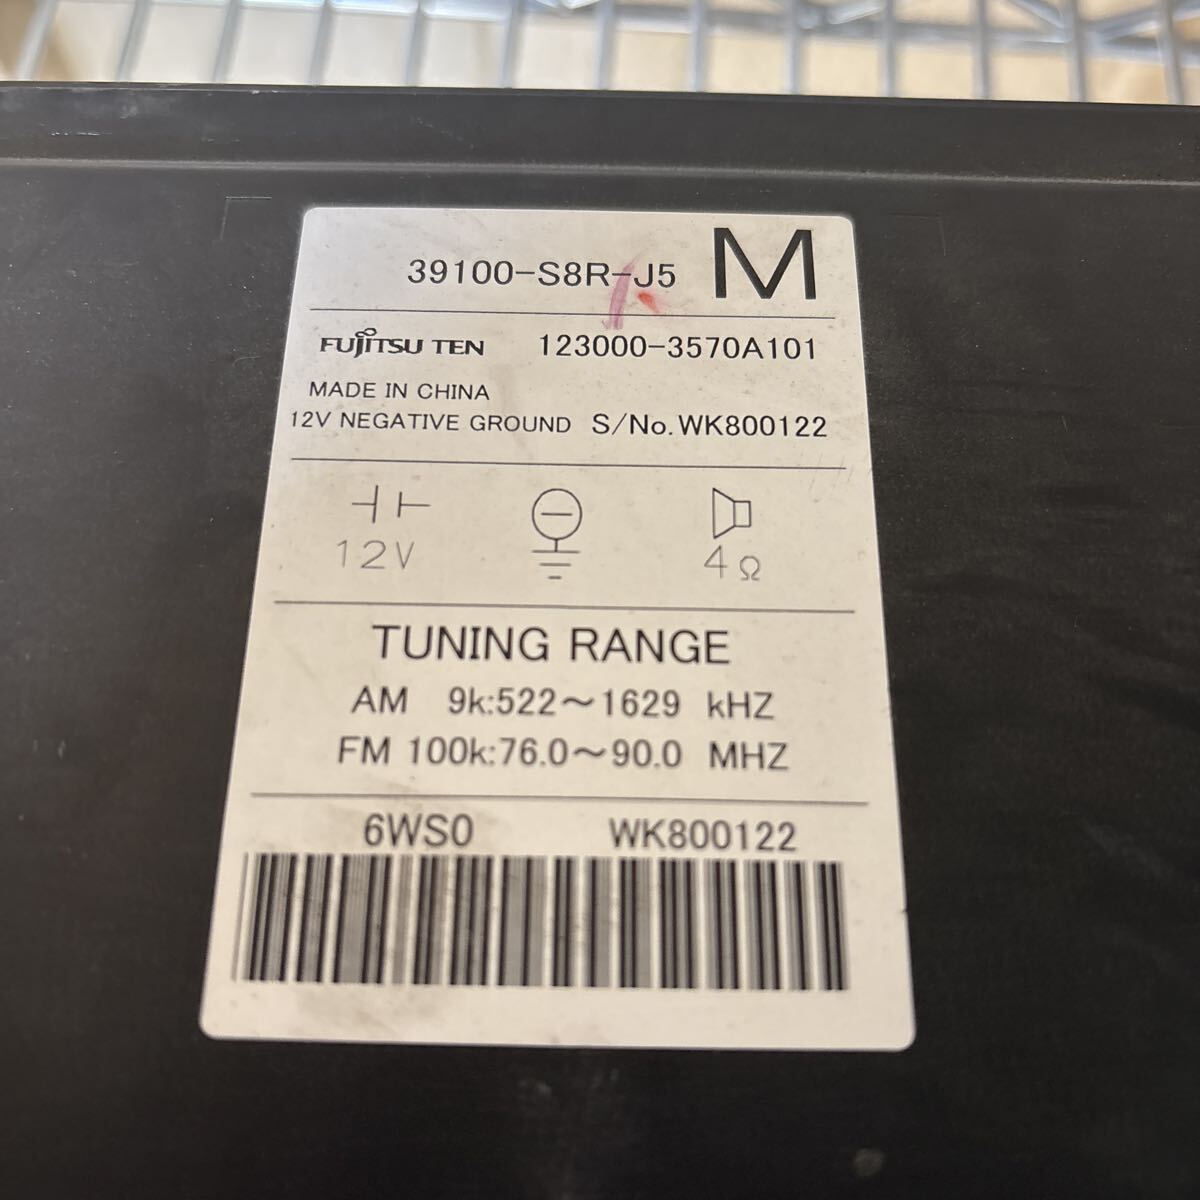 39100-S8R-J5 M
FUJITSU TEN 123000-3570A101
MADE IN CHINA
12V NEGATIVE GROUND S/No. WK800122
12V 4Ω
TUNING RANGE
AM 9k:522～1629 kHZ
FM 100k:76.0～90.0 MHZ
6WS0 WK800122